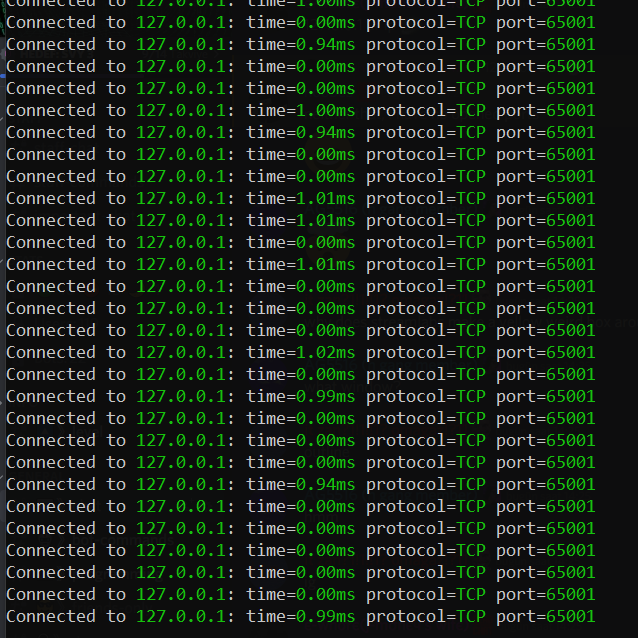 Connected to 127.0.0.1: time=1.00ms protocol=TCP port=65001
Connected to 127.0.0.1: time=0.00ms protocol=TCP port=65001
Connected to 127.0.0.1: time=0.94ms protocol=TCP port=65001
Connected to 127.0.0.1: time=0.00ms protocol=TCP port=65001
Connected to 127.0.0.1: time=0.00ms protocol=TCP port=65001
Connected to 127.0.0.1: time=1.00ms protocol=TCP port=65001
Connected to 127.0.0.1: time=0.94ms protocol=TCP port=65001
Connected to 127.0.0.1: time=0.00ms protocol=TCP port=65001
Connected to 127.0.0.1: time=0.00ms protocol=TCP port=65001
Connected to 127.0.0.1: time=1.01ms protocol=TCP port=65001
Connected to 127.0.0.1: time=1.01ms protocol=TCP port=65001
Connected to 127.0.0.1: time=0.00ms protocol=TCP port=65001
Connected to 127.0.0.1: time=1.01ms protocol=TCP port=65001
Connected to 127.0.0.1: time=0.00ms protocol=TCP port=65001
Connected to 127.0.0.1: time=0.00ms protocol=TCP port=65001
Connected to 127.0.0.1: time=0.00ms protocol=TCP port=65001
Connected to 127.0.0.1: time=1.02ms protocol=TCP port=65001
Connected to 127.0.0.1: time=0.00ms protocol=TCP port=65001
Connected to 127.0.0.1: time=0.99ms protocol=TCP port=65001
Connected to 127.0.0.1: time=0.00ms protocol=TCP port=65001
Connected to 127.0.0.1: time=0.00ms protocol=TCP port=65001
Connected to 127.0.0.1: time=0.00ms protocol=TCP port=65001
Connected to 127.0.0.1: time=0.94ms protocol=TCP port=65001
Connected to 127.0.0.1: time=0.00ms protocol=TCP port=65001
Connected to 127.0.0.1: time=0.00ms protocol=TCP port=65001
Connected to 127.0.0.1: time=0.00ms protocol=TCP port=65001
Connected to 127.0.0.1: time=0.00ms protocol=TCP port=65001
Connected to 127.0.0.1: time=0.00ms protocol=TCP port=65001
Connected to 127.0.0.1: time=0.99ms protocol=TCP port=65001